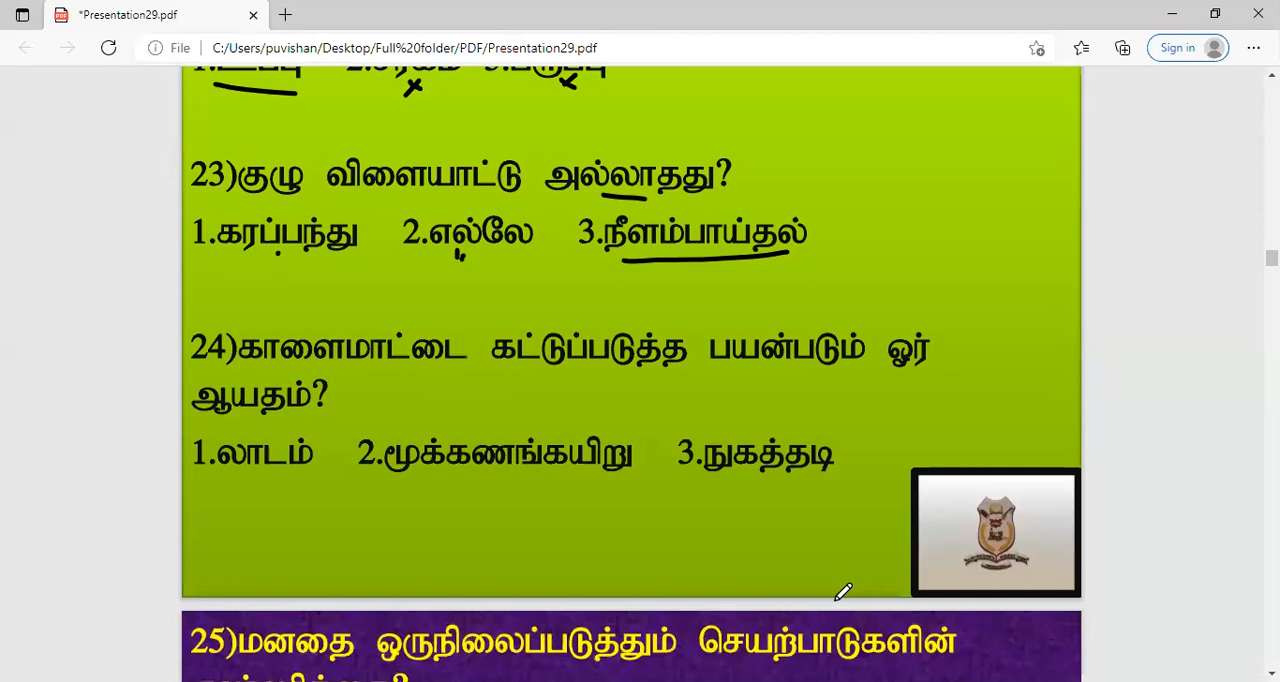 *Presentation29.pdf
File C:/Users/puvishan/Desktop/Full%20folder/PDF/Presentation29.pdf Sign in
23)குழு விளையாட்டு அல்லாதது?
1.கரப்பந்து 2.எல்லே 3.நீளம்பாய்தல்
24)காளைமாட்டை கட்டுப்படுத்த பயன்படும் ஓர்
ஆயதம்?
1.லாடம் 2.மூக்கணங்கயிறு 3.நுகத்தடி
25)மனதை ஒருநிலைப்படுத்தும் செயற்பாடுகளின்